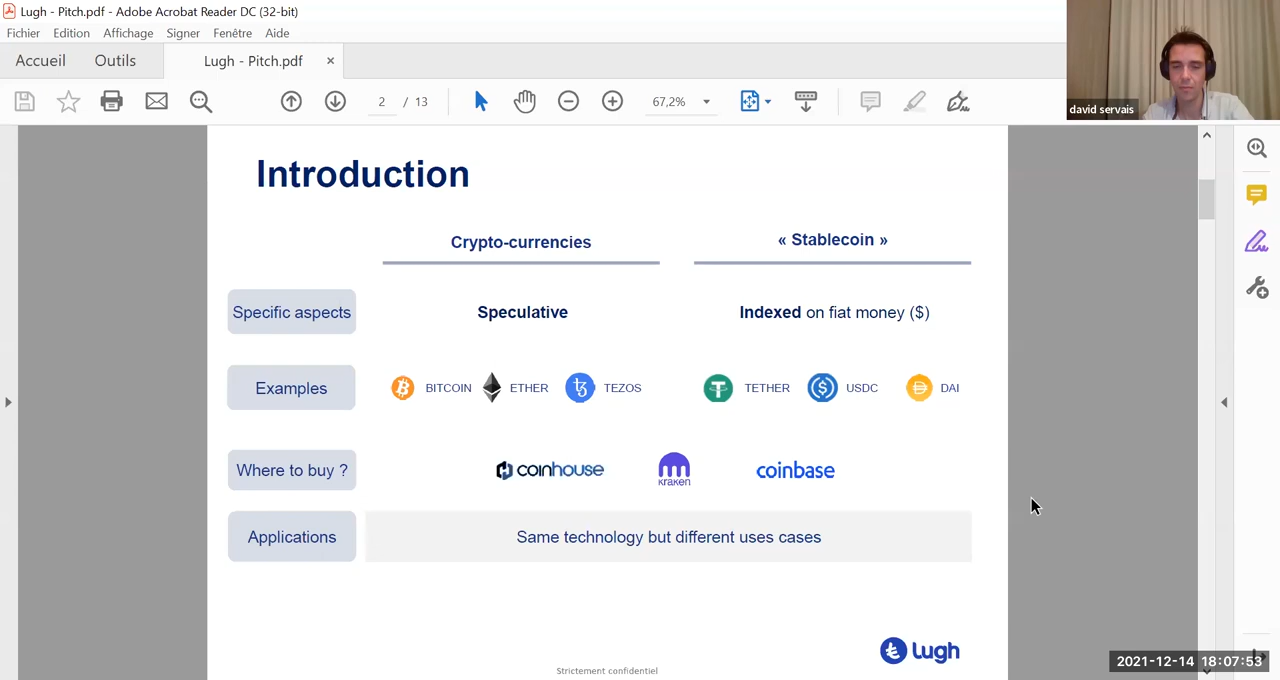 Lugh - Pitch.pdf - Adobe Acrobat Reader DC (32-bit)
Fichier Edition Affichage Signer Fenêtre Aide
Accueil Outils Lugh - Pitch.pdf ×
2 / 13 67,2%
david servais
Introduction
Crypto-currencies « Stablecoin »
Specific aspects Speculative Indexed on fiat money ($)
Examples BITCOIN ETHER TEZOS TETHER USDC DAI
Where to buy ? coinhouse kraken coinbase
Applications Same technology but different uses cases
Lugh
Strictement confidentiel
2021-12-14 18:07:53